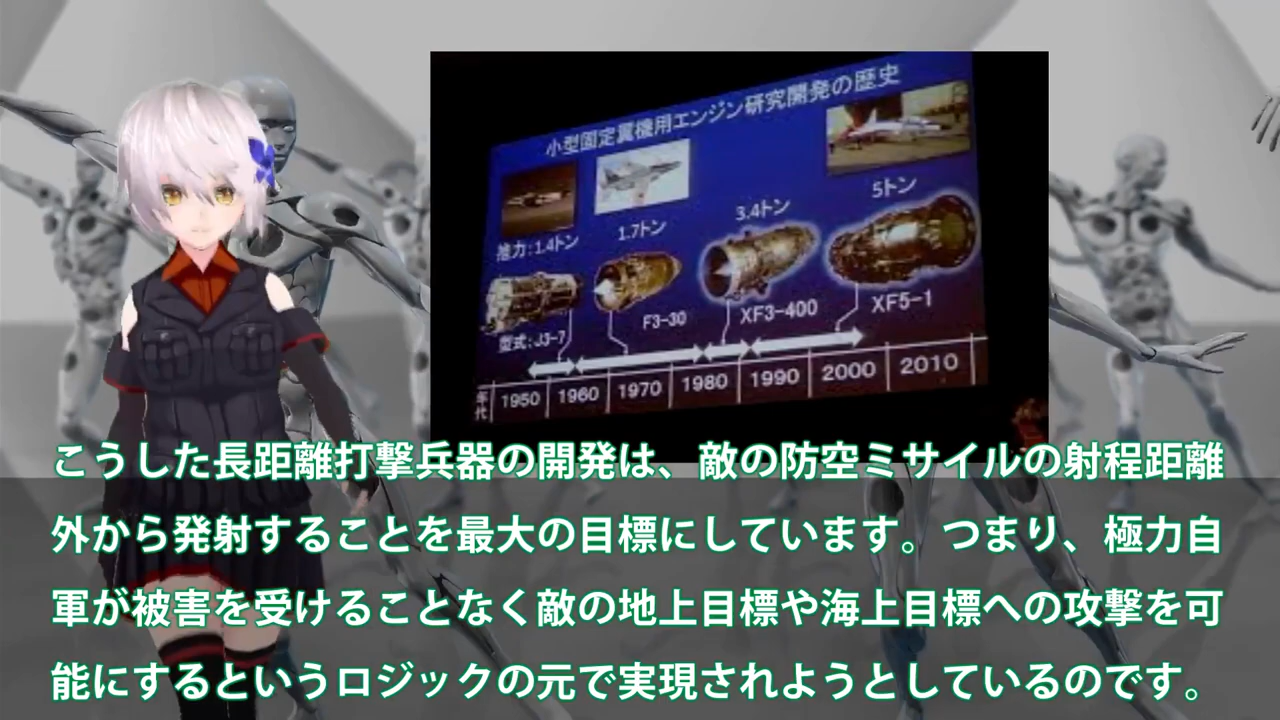 小型固定翼機用エンジン研究開発の歴史
推力:1.4トン
1.7トン
3.4トン
5トン
型式:J3-7
F3-30
XF3-400
XF5-1
年代
1950
1960
1970
1980
1990
2000
2010
こうした長距離打撃兵器の開発は、敵の防空ミサイルの射程距離
外から発射することを最大の目標にしています。つまり、極力自
軍が被害を受けることなく敵の地上目標や海上目標への攻撃を可
能にするというロジックの元で実現されようとしているのです。